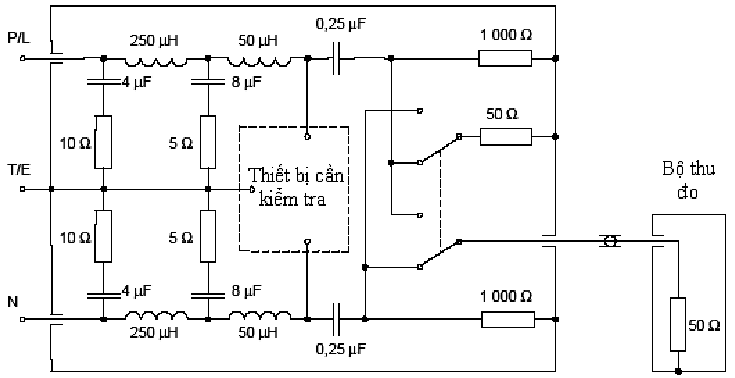 P/L
250 µH
50 µH
0,25 µF
1 000 Ω
4 µF
8 µF
50 Ω
10 Ω
5 Ω
T/E
Thiết bị cần
kiểm tra
Bộ thu
đo
10 Ω
5 Ω
4 µF
8 µF
N
250 µH
50 µH
0,25 µF
1 000 Ω
50 Ω